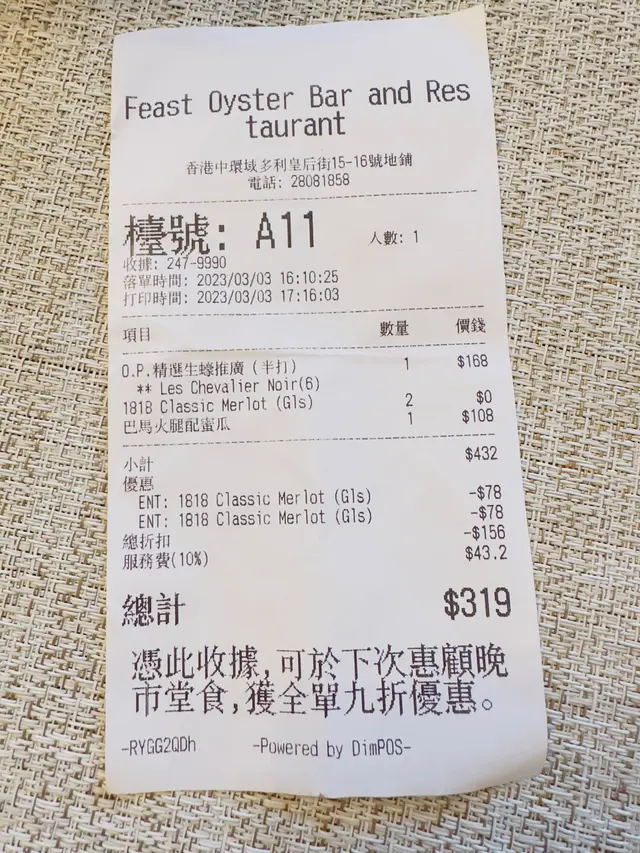 Feast Oyster Bar and Res
taurant
香港中環域多利皇后街15-16號地鋪
電話: 28081858
檯號: A11 人數: 1
收據: 247-9990
落單時間: 2023/03/03 16:10:25
打印時間: 2023/03/03 17:16:03
項目 數量 價錢
O.P.精選生蠔推廣(半打) 1 $168
** Les Chevalier Noir(6)
1818 Classic Merlot (Gls) 2 $0
巴馬火腿配蜜瓜 1 $108
小計 $432
優惠
ENT: 1818 Classic Merlot (Gls) -$78
ENT: 1818 Classic Merlot (Gls) -$78
總折扣 -$156
服務費(10%) $43.2
總計 $319
憑此收據,可於下次惠顧晚
市堂食,獲全單九折優惠。
-RYGG2QDh -Powered by DimPOS-